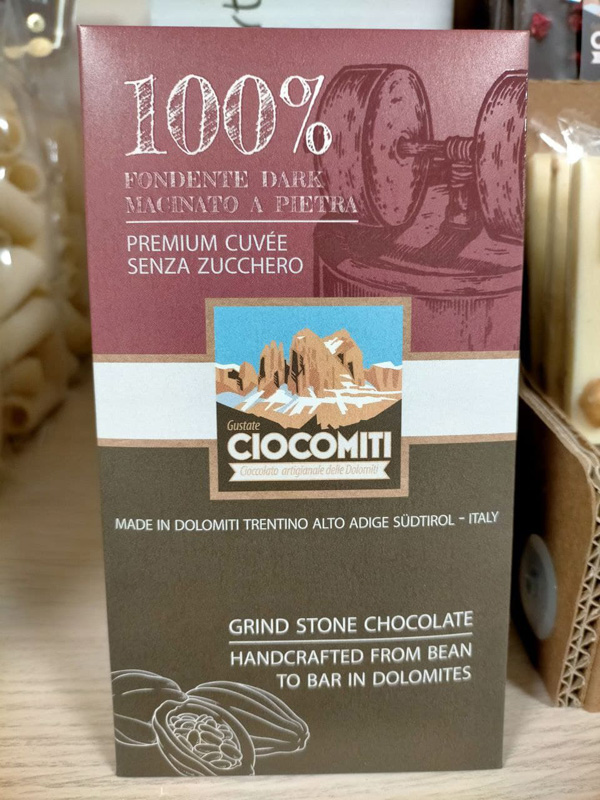 100%
FONDENTE DARK
MACINATO A PIETRA
PREMIUM CUVÉE
SENZA ZUCCHERO
Gustate
CIOCOMITI
Cioccolato artigianale delle Dolomiti
MADE IN DOLOMITI TRENTINO ALTO ADIGE SÜDTIROL - ITALY
GRIND STONE CHOCOLATE
HANDCRAFTED FROM BEAN
TO BAR IN DOLOMITES